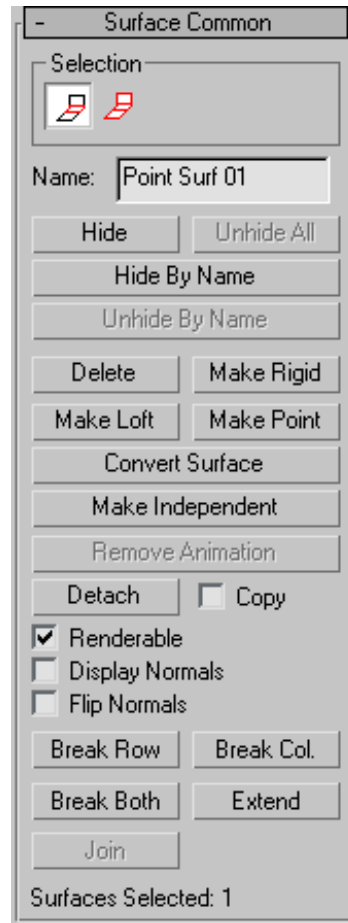 - Surface Common
Selection
Name: Point Surf 01
Hide Unhide All
Hide By Name
Unhide By Name
Delete Make Rigid
Make Loft Make Point
Convert Surface
Make Independent
Remove Animation
Detach Copy
Renderable
Display Normals
Flip Normals
Break Row Break Col.
Break Both Extend
Join
Surfaces Selected: 1